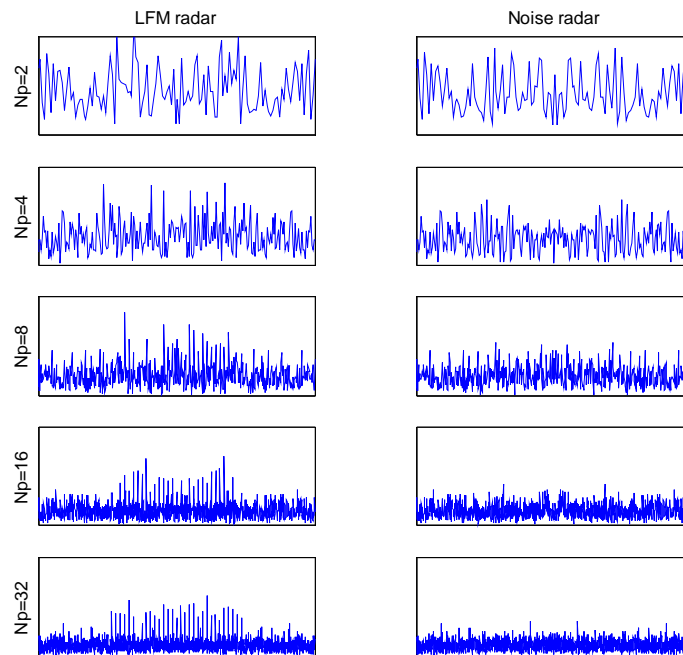 LFM radar
Noise radar
Np=2
Np=4
Np=8
Np=16
Np=32